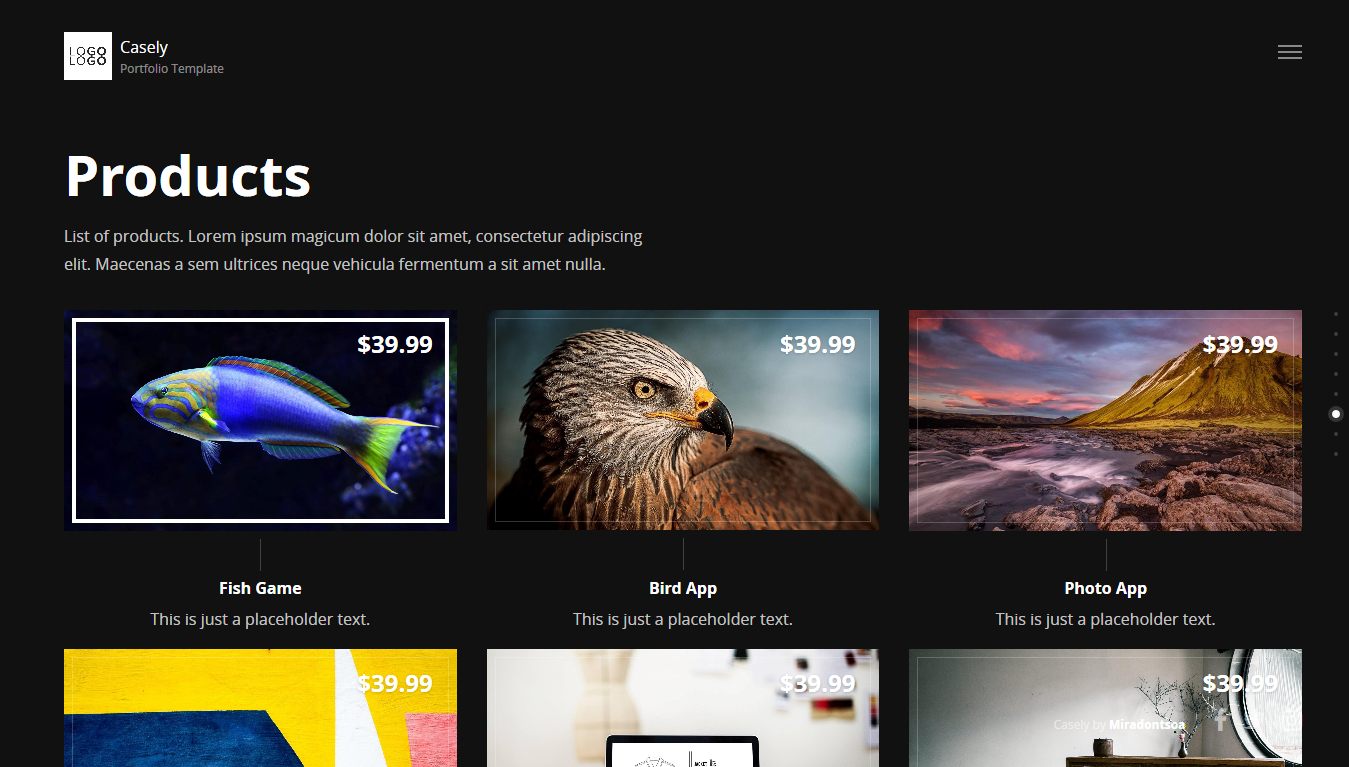 LOGO
LOGO
Casely
Portfolio Template
Products
List of products. Lorem ipsum magicum dolor sit amet, consectetur adipiscing
elit. Maecenas a sem ultrices neque vehicula fermentum a sit amet nulla.
$39.99
$39.99
$39.99
Fish Game
Bird App
Photo App
This is just a placeholder text.
This is just a placeholder text.
This is just a placeholder text.
$39.99
$39.99
$39.99
Casely by Miradontsoa